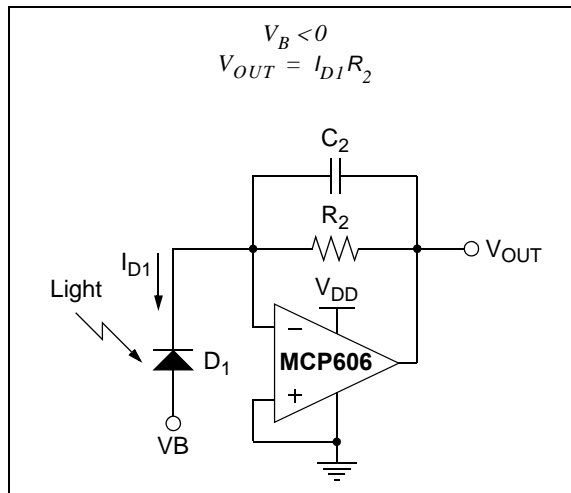 V_B < 0
V_OUT = I_D1 R_2
C_2
R_2
V_OUT
I_D1
Light
V_DD
−
MCP606
D_1
+
VB